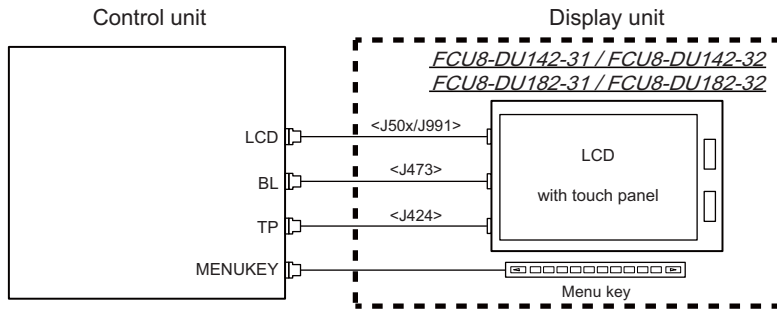 Control unit
Display unit
FCU8-DU142-31 / FCU8-DU142-32
FCU8-DU182-31 / FCU8-DU182-32
LCD
<J50x/J991>
LCD
with touch panel
BL
<J473>
TP
<J424>
MENUKEY
Menu key